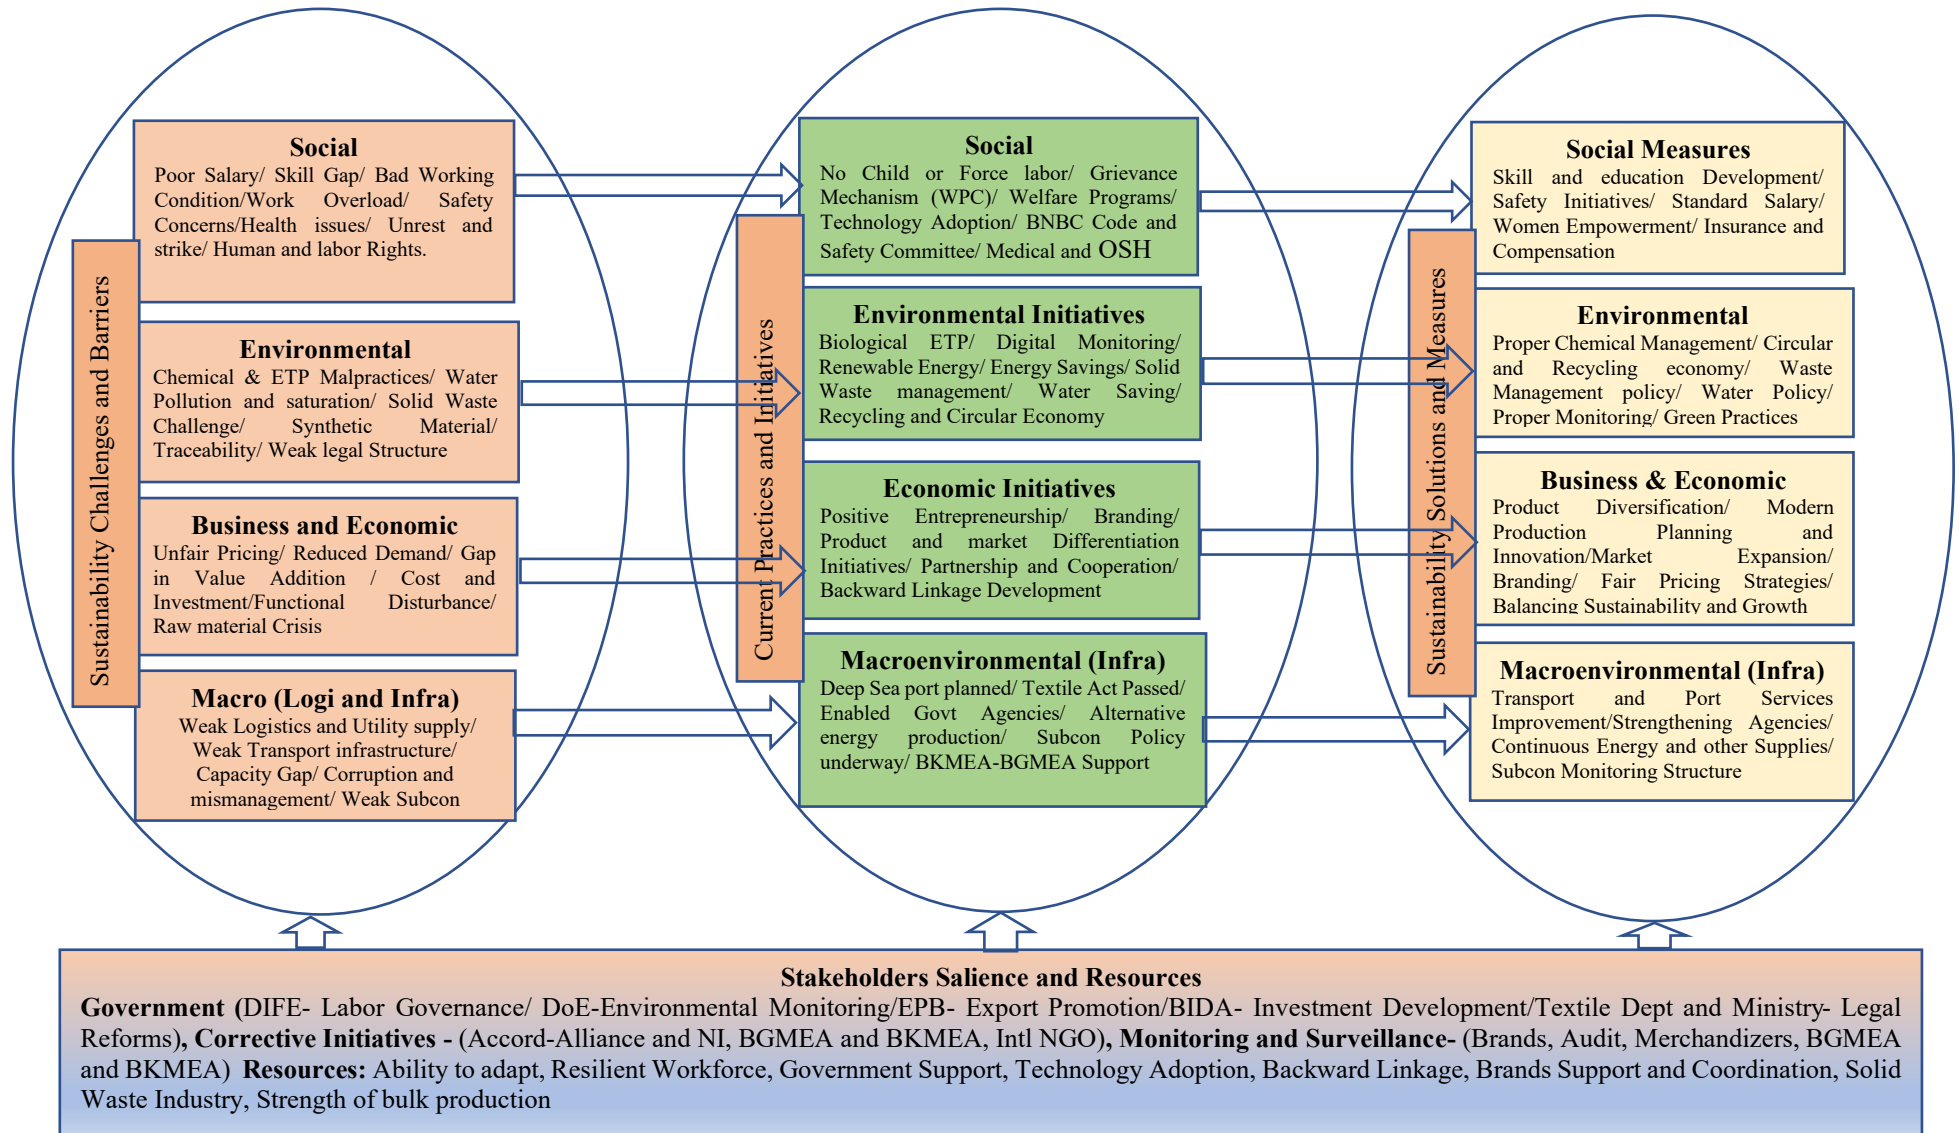 Sustainability Challenges and Barriers
Social
Poor Salary/ Skill Gap/ Bad Working
Condition/Work Overload/ Safety
Concerns/Health issues/ Unrest and
strike/ Human and labor Rights.
Environmental
Chemical & ETP Malpractices/ Water
Pollution and saturation/ Solid Waste
Challenge/ Synthetic Material/
Traceability/ Weak legal Structure
Business and Economic
Unfair Pricing/ Reduced Demand/ Gap
in Value Addition / Cost and
Investment/Functional Disturbance/
Raw material Crisis
Macro (Logi and Infra)
Weak Logistics and Utility supply/
Weak Transport infrastructure/
Capacity Gap/ Corruption and
mismanagement/ Weak Subcon
Current Practices and Initiatives
Social
No Child or Force labor/ Grievance
Mechanism (WPC)/ Welfare Programs/
Technology Adoption/ BNBC Code and
Safety Committee/ Medical and OSH
Environmental Initiatives
Biological ETP/ Digital Monitoring/
Renewable Energy/ Energy Savings/ Solid
Waste management/ Water Saving/
Recycling and Circular Economy
Economic Initiatives
Positive Entrepreneurship/ Branding/
Product and market Differentiation
Initiatives/ Partnership and Cooperation/
Backward Linkage Development
Macroenvironmental (Infra)
Deep Sea port planned/ Textile Act Passed/
Enabled Govt Agencies/ Alternative
energy production/ Subcon Policy
underway/ BKMEA-BGMEA Support
Sustainability Solutions and Measures
Social Measures
Skill and education Development/
Safety Initiatives/ Standard Salary/
Women Empowerment/ Insurance and
Compensation
Environmental
Proper Chemical Management/ Circular
and Recycling economy/ Waste
Management policy/ Water Policy/
Proper Monitoring/ Green Practices
Business & Economic
Product Diversification/ Modern
Production Planning and
Innovation/Market Expansion/
Branding/ Fair Pricing Strategies/
Balancing Sustainability and Growth
Macroenvironmental (Infra)
Transport and Port Services
Improvement/Strengthening Agencies/
Continuous Energy and other Supplies/
Subcon Monitoring Structure
Stakeholders Salience and Resources
Government (DIFE- Labor Governance/ DoE-Environmental Monitoring/EPB- Export Promotion/BIDA- Investment Development/Textile Dept and Ministry- Legal
Reforms), Corrective Initiatives - (Accord-Alliance and NI, BGMEA and BKMEA, Intl NGO), Monitoring and Surveillance- (Brands, Audit, Merchandizers, BGMEA
and BKMEA) Resources: Ability to adapt, Resilient Workforce, Government Support, Technology Adoption, Backward Linkage, Brands Support and Coordination, Solid
Waste Industry, Strength of bulk production